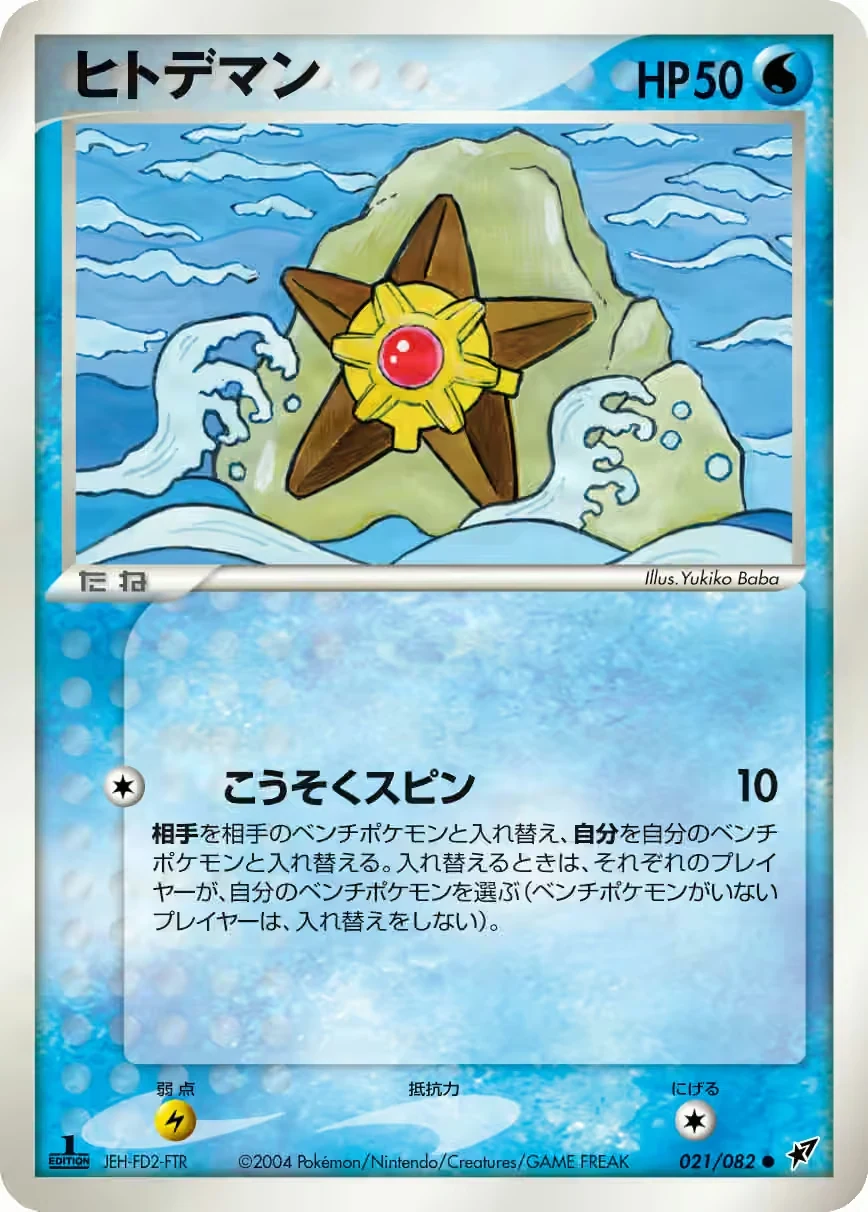 ヒトデマン
HP50
たね
Illus.Yukiko Baba
こうそくスピン 10
相手を相手のベンチポケモンと入れ替え、自分を自分のベンチ
ポケモンと入れ替える。入れ替えるときは、それぞれのプレイ
ヤーが、自分のベンチポケモンを選ぶ（ベンチポケモンがいない
プレイヤーは、入れ替えをしない）。
弱点 抵抗力 にげる
1
EDITION
JEH-FD2-FTR
©2004 Pokémon/Nintendo/Creatures/GAME FREAK
021/082